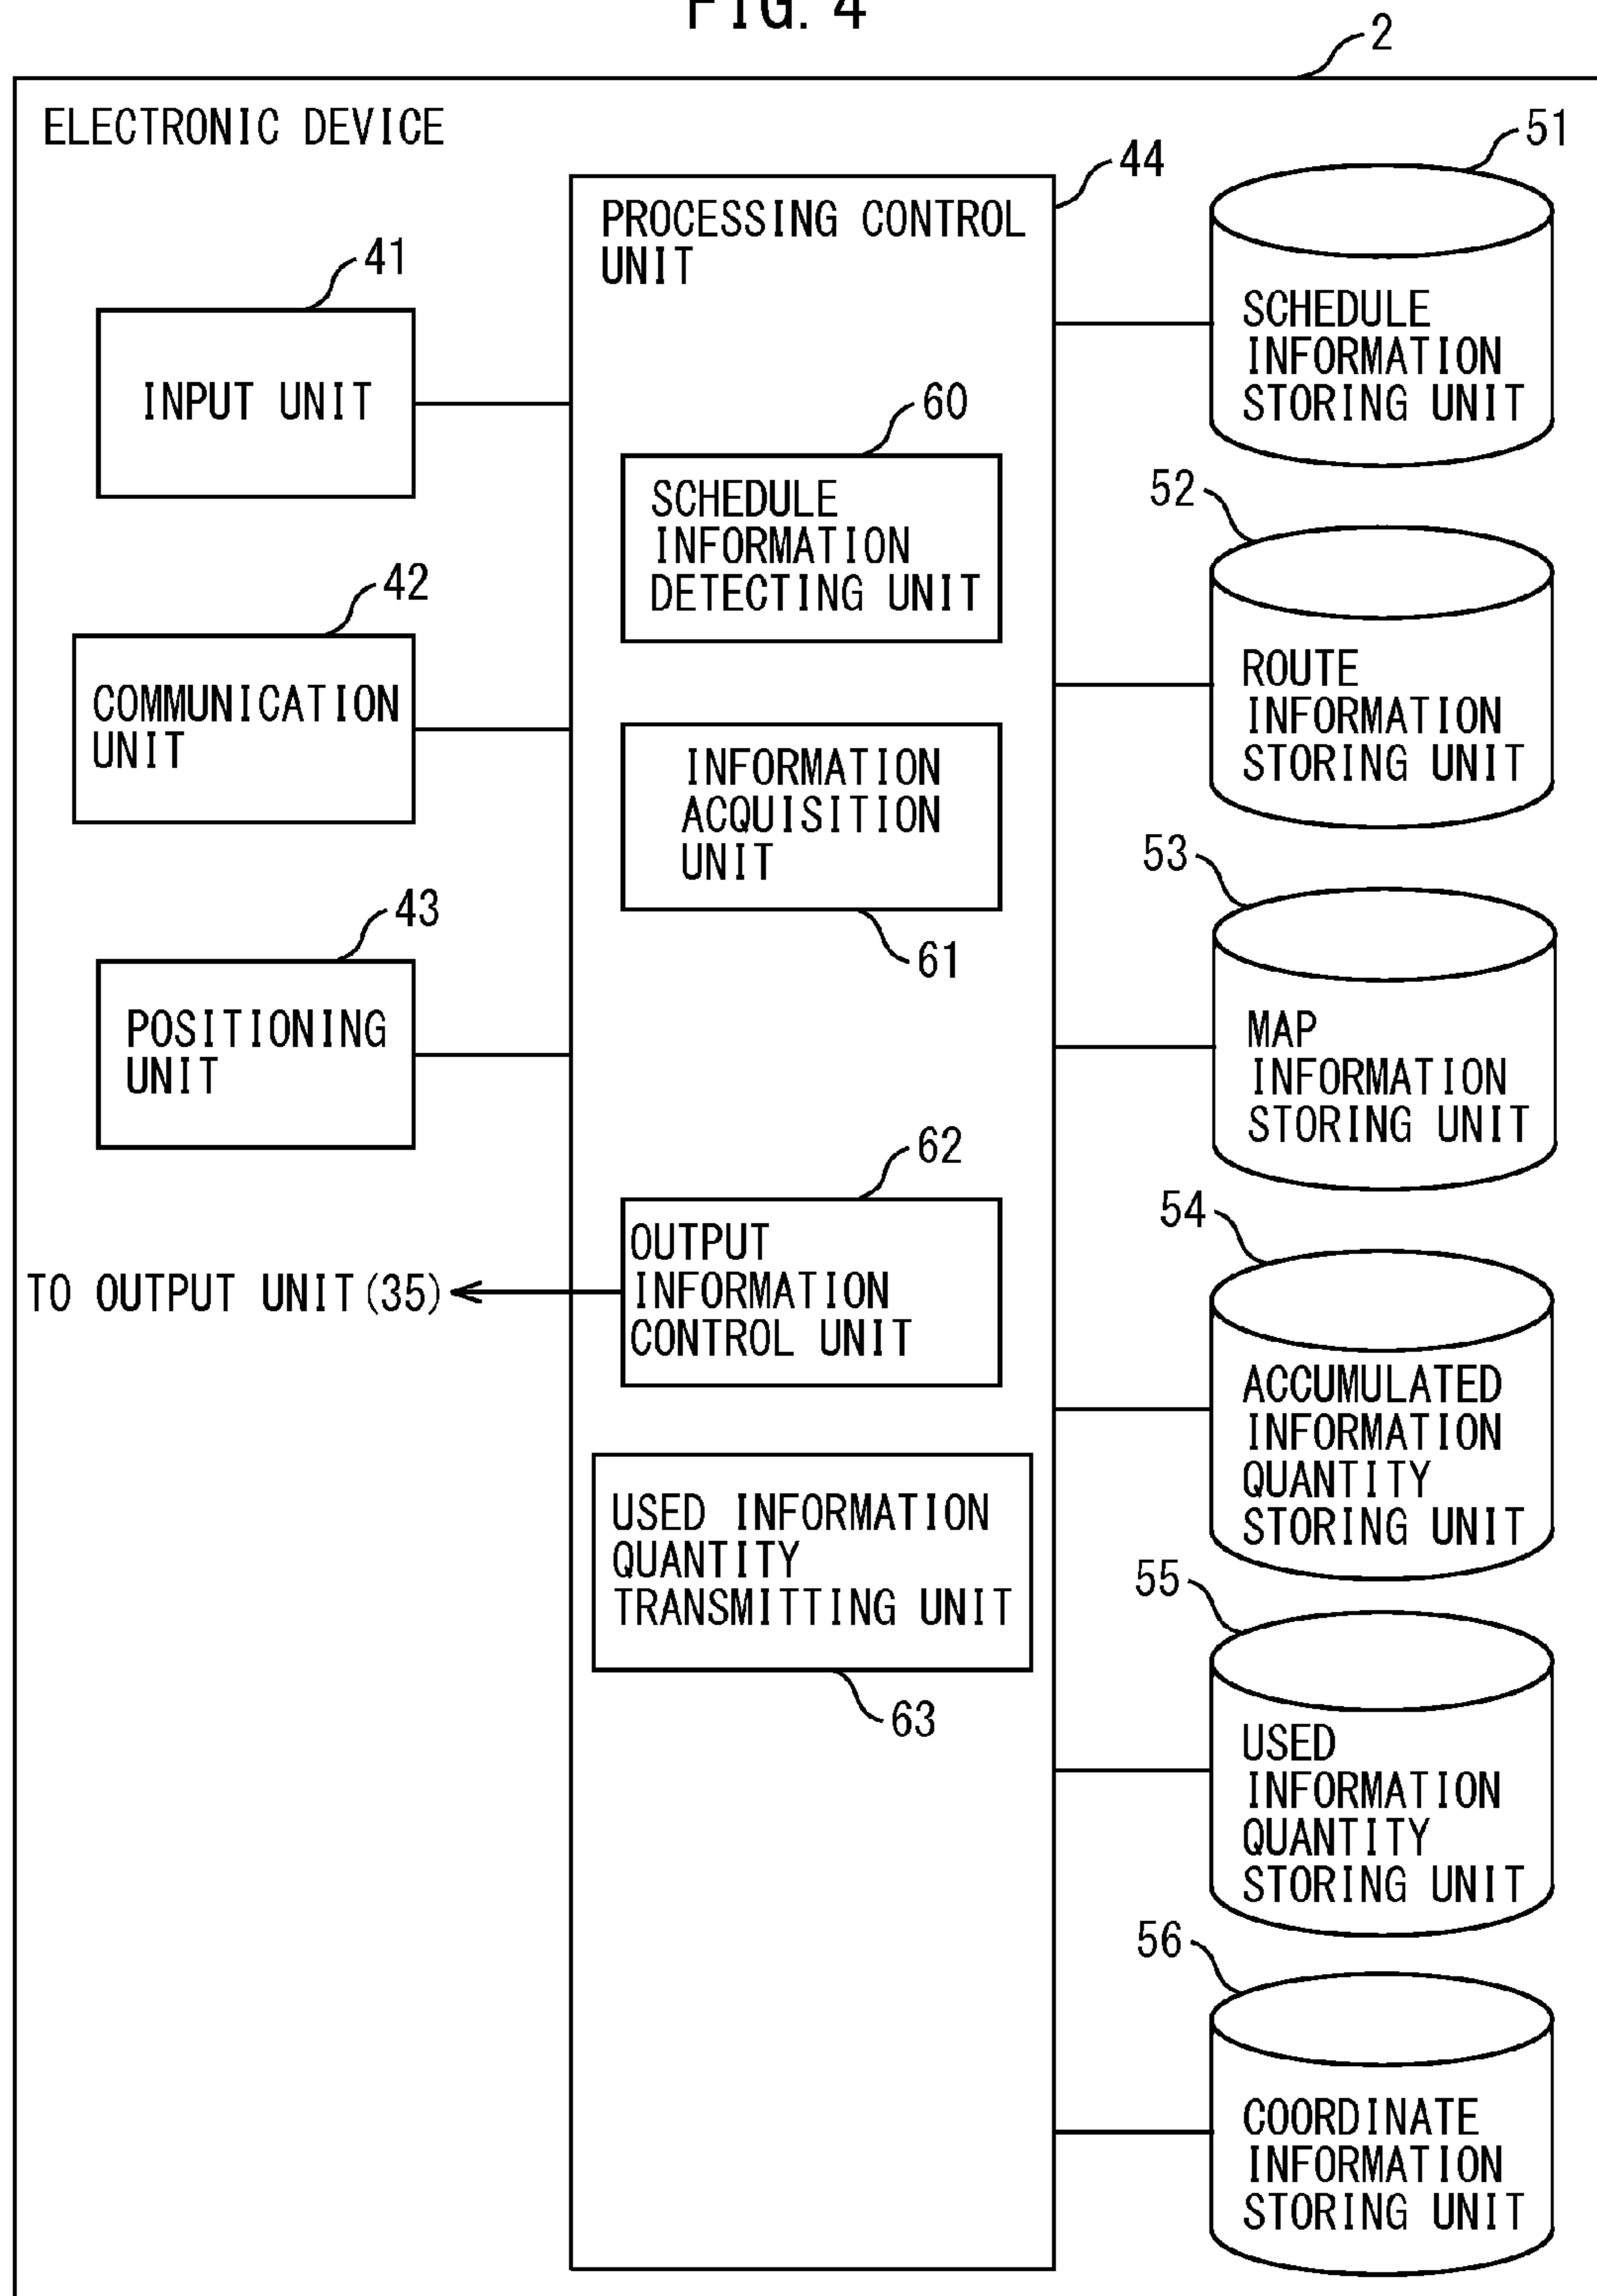 FIG. 4
2
ELECTRONIC DEVICE
41
INPUT UNIT
42
COMMUNICATION
UNIT
43
POSITIONING
UNIT
TO OUTPUT UNIT(35)
44
PROCESSING CONTROL
UNIT
60
SCHEDULE
INFORMATION
DETECTING UNIT
INFORMATION
ACQUISITION
UNIT
61
62
OUTPUT
INFORMATION
CONTROL UNIT
USED INFORMATION
QUANTITY
TRANSMITTING UNIT
63
51
SCHEDULE
INFORMATION
STORING UNIT
52
ROUTE
INFORMATION
STORING UNIT
53
MAP
INFORMATION
STORING UNIT
54
ACCUMULATED
INFORMATION
QUANTITY
STORING UNIT
55
USED
INFORMATION
QUANTITY
STORING UNIT
56
COORDINATE
INFORMATION
STORING UNIT